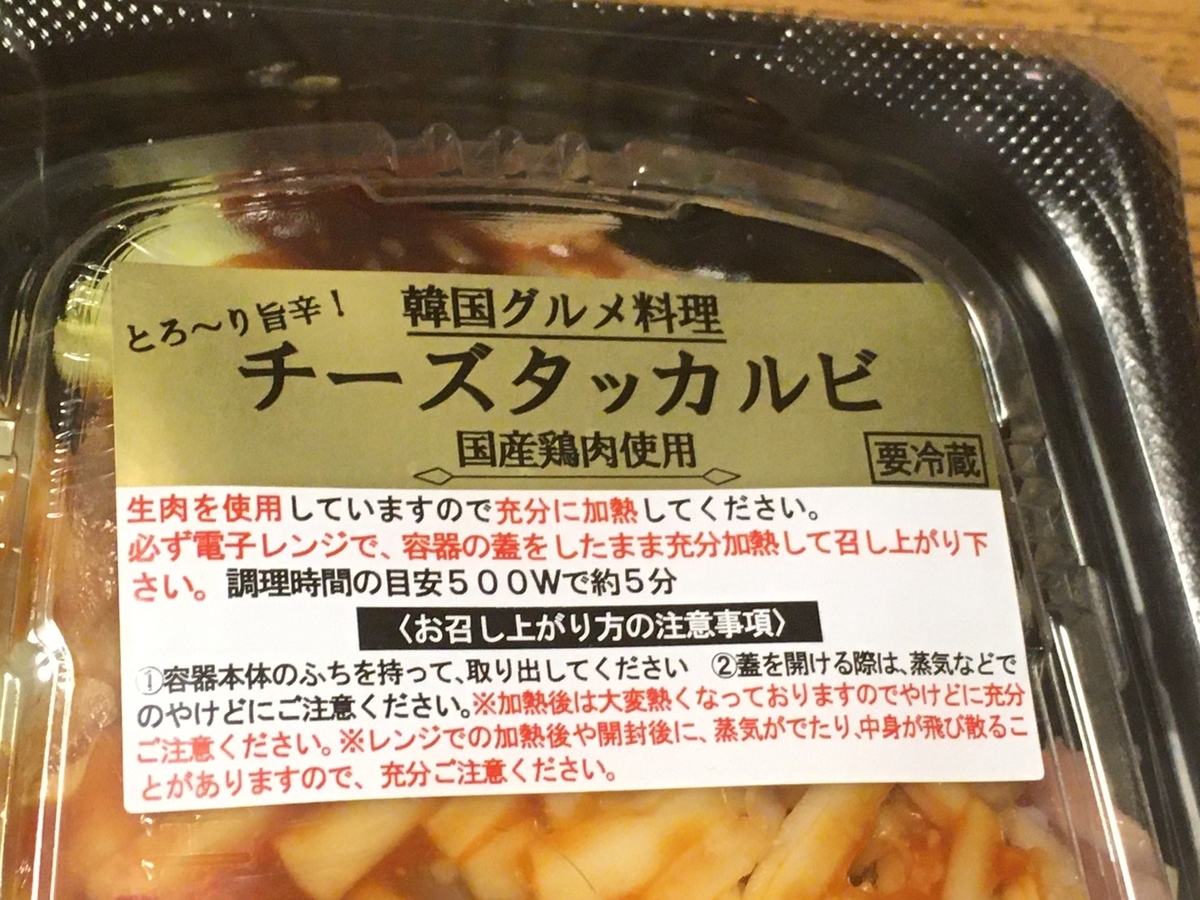 とろ～り旨辛！
韓国グルメ料理
チーズタッカルビ
国産鶏肉使用
要冷蔵
生肉を使用していますので充分に加熱してください。
必ず電子レンジで、容器の蓋をしたまま充分加熱して召し上がり下
さい。調理時間の目安５００Wで約５分
〈お召し上がり方の注意事項〉
①容器本体のふちを持って、取り出してください　②蓋を開ける際は、蒸気などで
のやけどにご注意ください。※加熱後は大変熱くなっておりますのでやけどに充分
ご注意ください。※レンジでの加熱後や開封後に、蒸気がでたり、中身が飛び散るこ
とがありますので、充分ご注意ください。